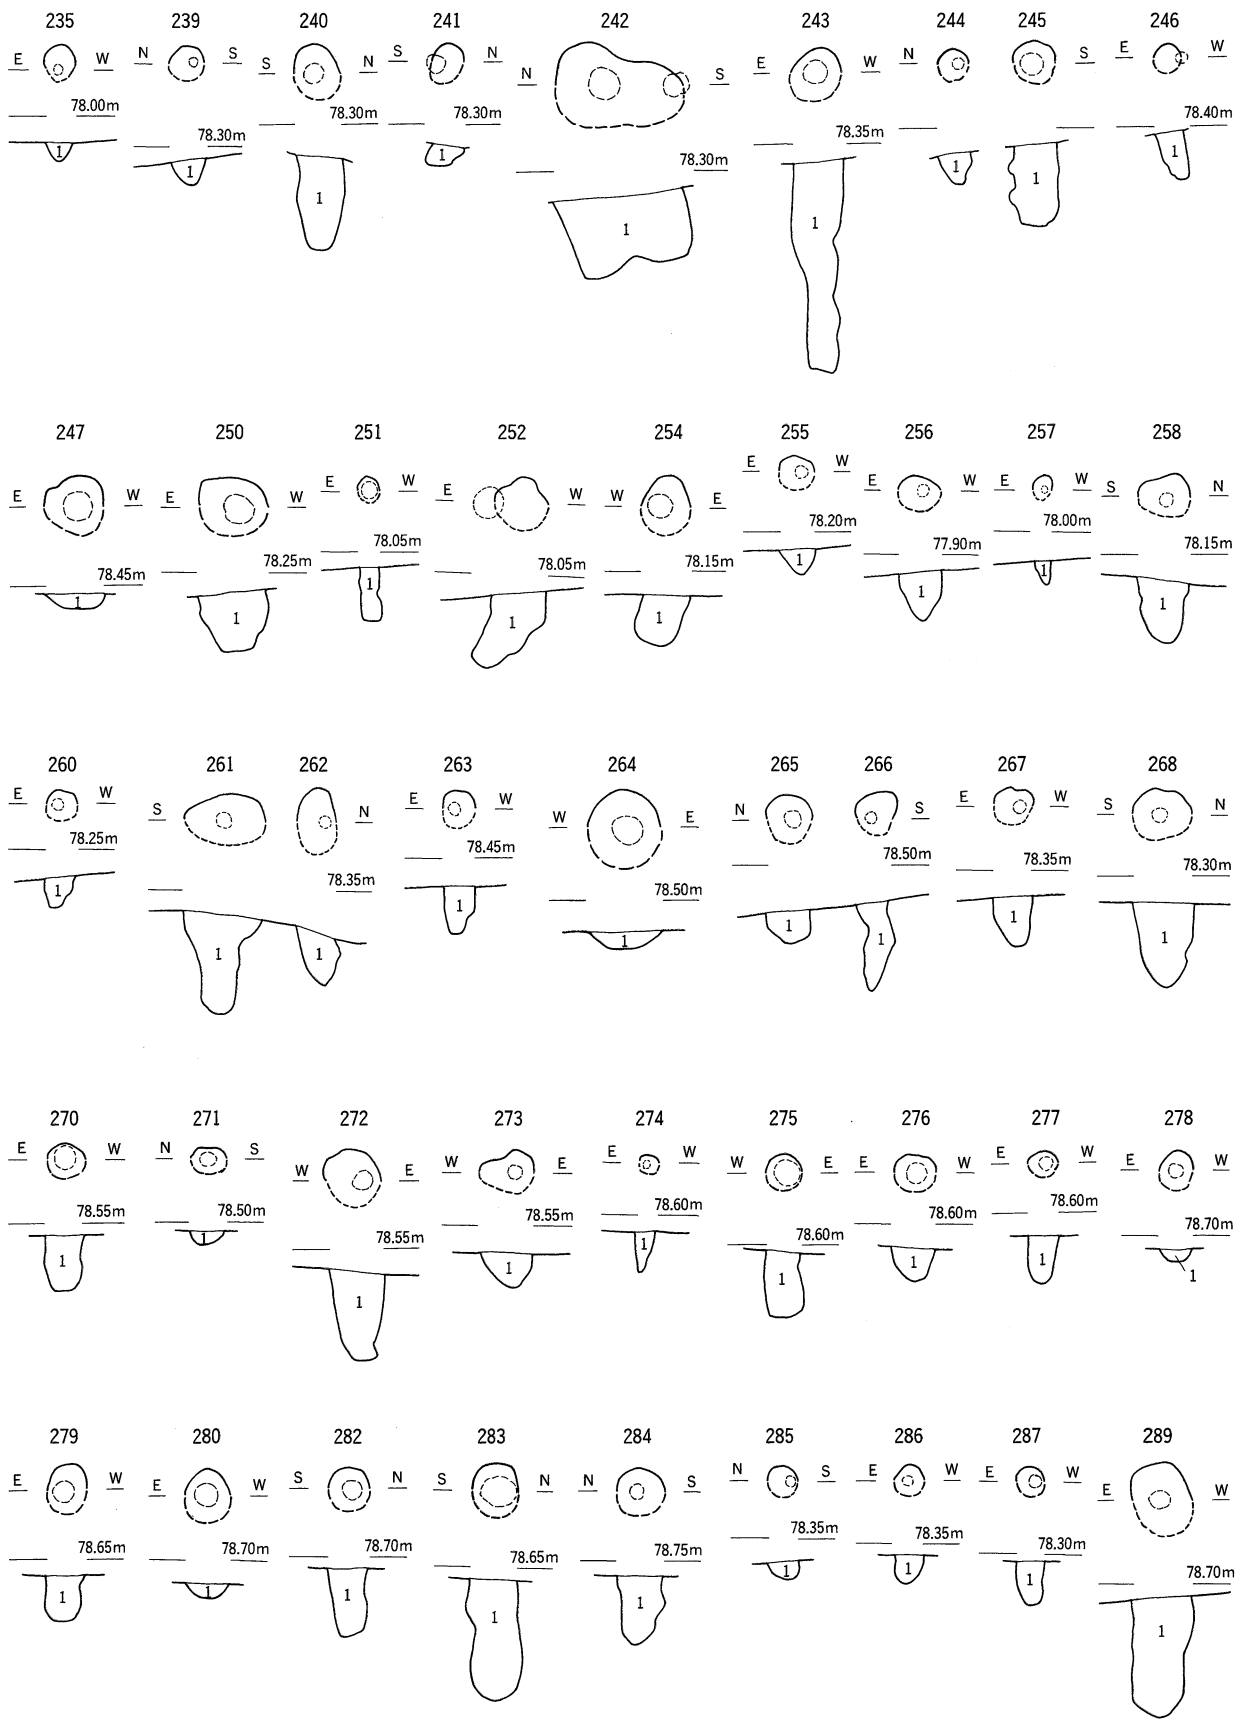 235 239 240 241 242 243 244 245 246
E W N S S N S N N S E W N S E W
78.00m 78.30m 78.30m 78.30m 78.30m 78.35m 78.40m
1 1 1 1 1 1 1 1 1
247 250 251 252 254 255 256 257 258
E W E W E W E W W E E W E W E W S N
78.45m 78.25m 78.05m 78.05m 78.15m 78.20m 77.90m 78.00m 78.15m
1 1 1 1 1 1 1 1 1
260 261 262 263 264 265 266 267 268
E W S N E W W E N S E W S N
78.25m 78.35m 78.45m 78.50m 78.50m 78.35m 78.30m
1 1 1 1 1 1 1 1 1
270 271 272 273 274 275 276 277 278
E W N S W E W E E W W E E W E W E W
78.55m 78.50m 78.55m 78.55m 78.60m 78.60m 78.60m 78.60m 78.70m
1 1 1 1 1 1 1 1 1
279 280 282 283 284 285 286 287 289
E W E W S N S N N S N S E W E W E W
78.65m 78.70m 78.70m 78.65m 78.75m 78.35m 78.35m 78.30m 78.70m
1 1 1 1 1 1 1 1 1